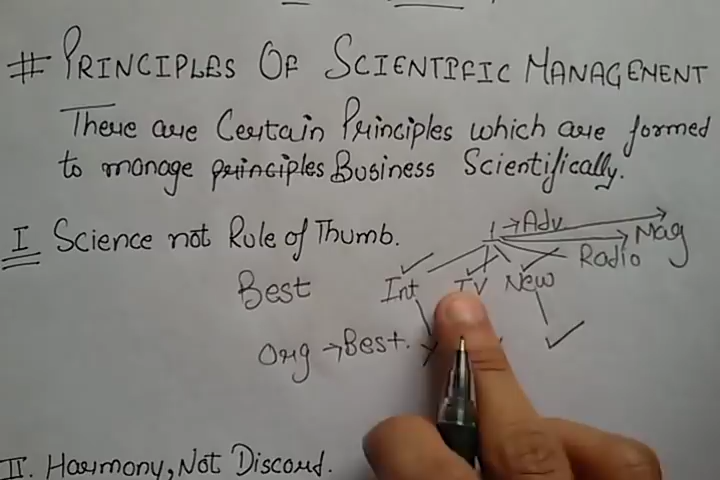 # PRINCIPLES OF SCIENTIFIC MANAGEMENT
There are Certain Principles which are formed
to manage principles Business Scientifically.
I Science not Rule of Thumb.
1 → Adv.
Mag
Radio
Best Int TV New
Org → Best.
II. Harmony, Not Discord.